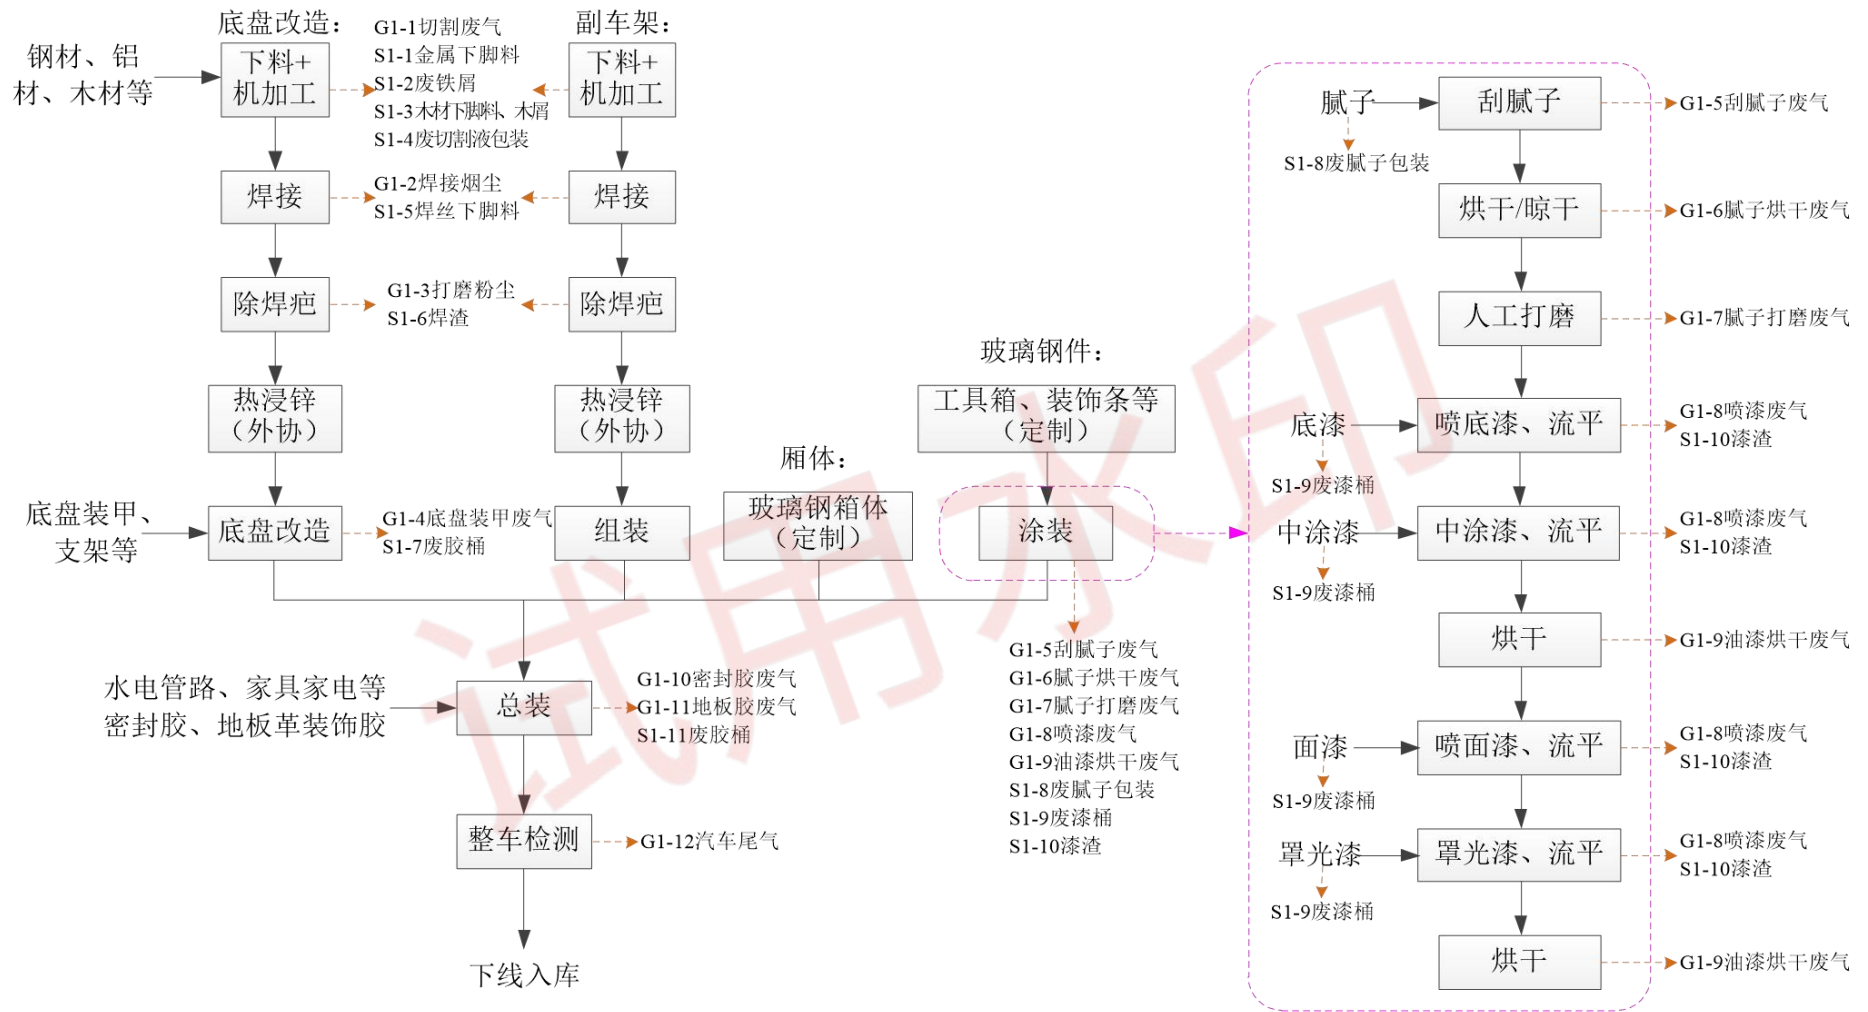 底盘改造：
钢材、铝
材、木材等
下料+
机加工
G1-1切割废气
S1-1金属下脚料
S1-2废铁屑
S1-3木材下脚料、木屑
S1-4废切割液包装
副车架：
下料+
机加工
焊接
G1-2焊接烟尘
S1-5焊丝下脚料
焊接
除焊疤
G1-3打磨粉尘
S1-6焊渣
除焊疤
热浸锌
（外协）
热浸锌
（外协）
底盘装甲、
支架等
底盘改造
G1-4底盘装甲废气
S1-7废胶桶
组装
厢体：
玻璃钢箱体
（定制）
玻璃钢件：
工具箱、装饰条等
（定制）
涂装
G1-5刮腻子废气
G1-6腻子烘干废气
G1-7腻子打磨废气
G1-8喷漆废气
G1-9油漆烘干废气
S1-8废腻子包装
S1-9废漆桶
S1-10漆渣
水电管路、家具家电等
密封胶、地板革装饰胶
总装
G1-10密封胶废气
G1-11地板胶废气
S1-11废胶桶
整车检测
G1-12汽车尾气
下线入库
腻子
S1-8废腻子包装
刮腻子
G1-5刮腻子废气
烘干/晾干
G1-6腻子烘干废气
人工打磨
G1-7腻子打磨废气
底漆
S1-9废漆桶
喷底漆、流平
G1-8喷漆废气
S1-10漆渣
中涂漆
S1-9废漆桶
中涂漆、流平
G1-8喷漆废气
S1-10漆渣
烘干
G1-9油漆烘干废气
面漆
S1-9废漆桶
喷面漆、流平
G1-8喷漆废气
S1-10漆渣
罩光漆
S1-9废漆桶
罩光漆、流平
G1-8喷漆废气
S1-10漆渣
烘干
G1-9油漆烘干废气
试用水印